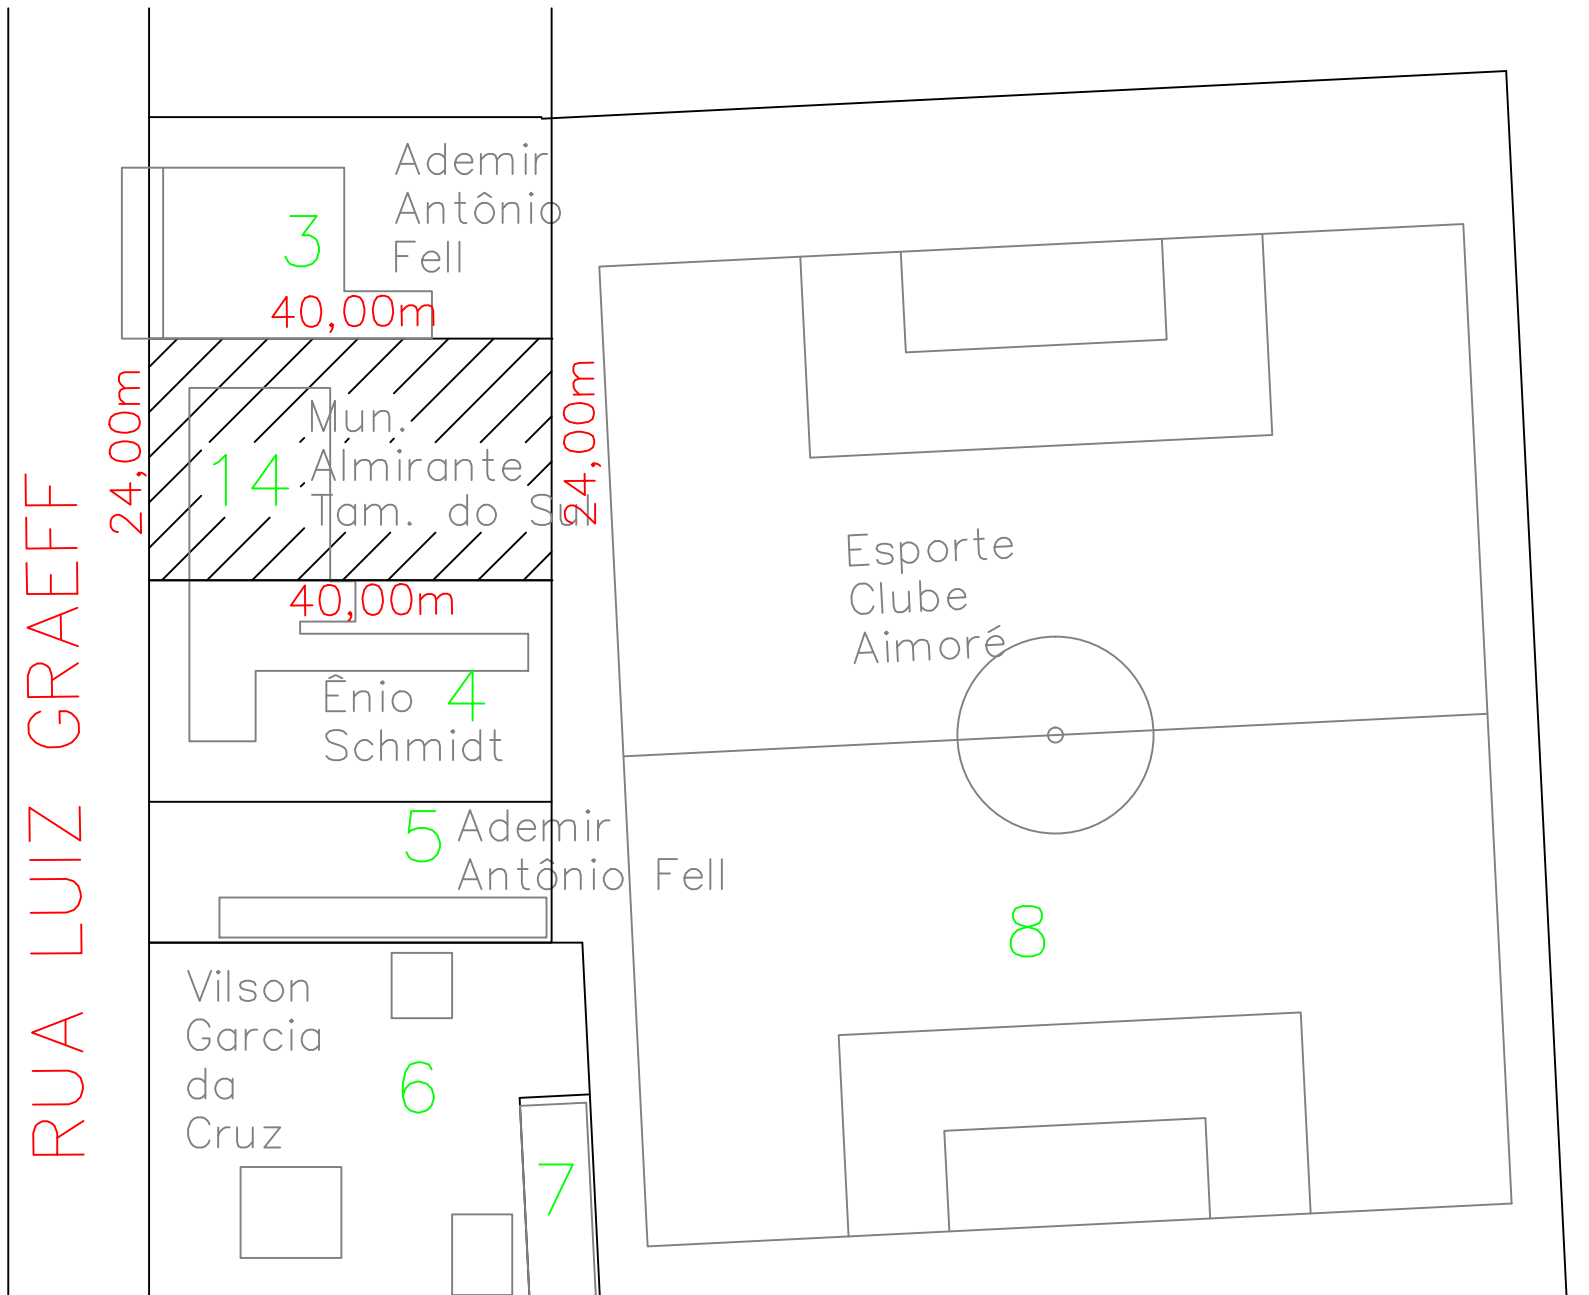 RUA LUIZ GRAEFF
Ademir
Antônio
Fell
3
40,00m
24,00m
24,00m
Mun.
Almirante
Tam. do Sul
14
40,00m
Ênio
Schmidt
4
5
Ademir
Antônio Fell
Vilson
Garcia
da
Cruz
6
7
Esporte
Clube
Aimoré
8